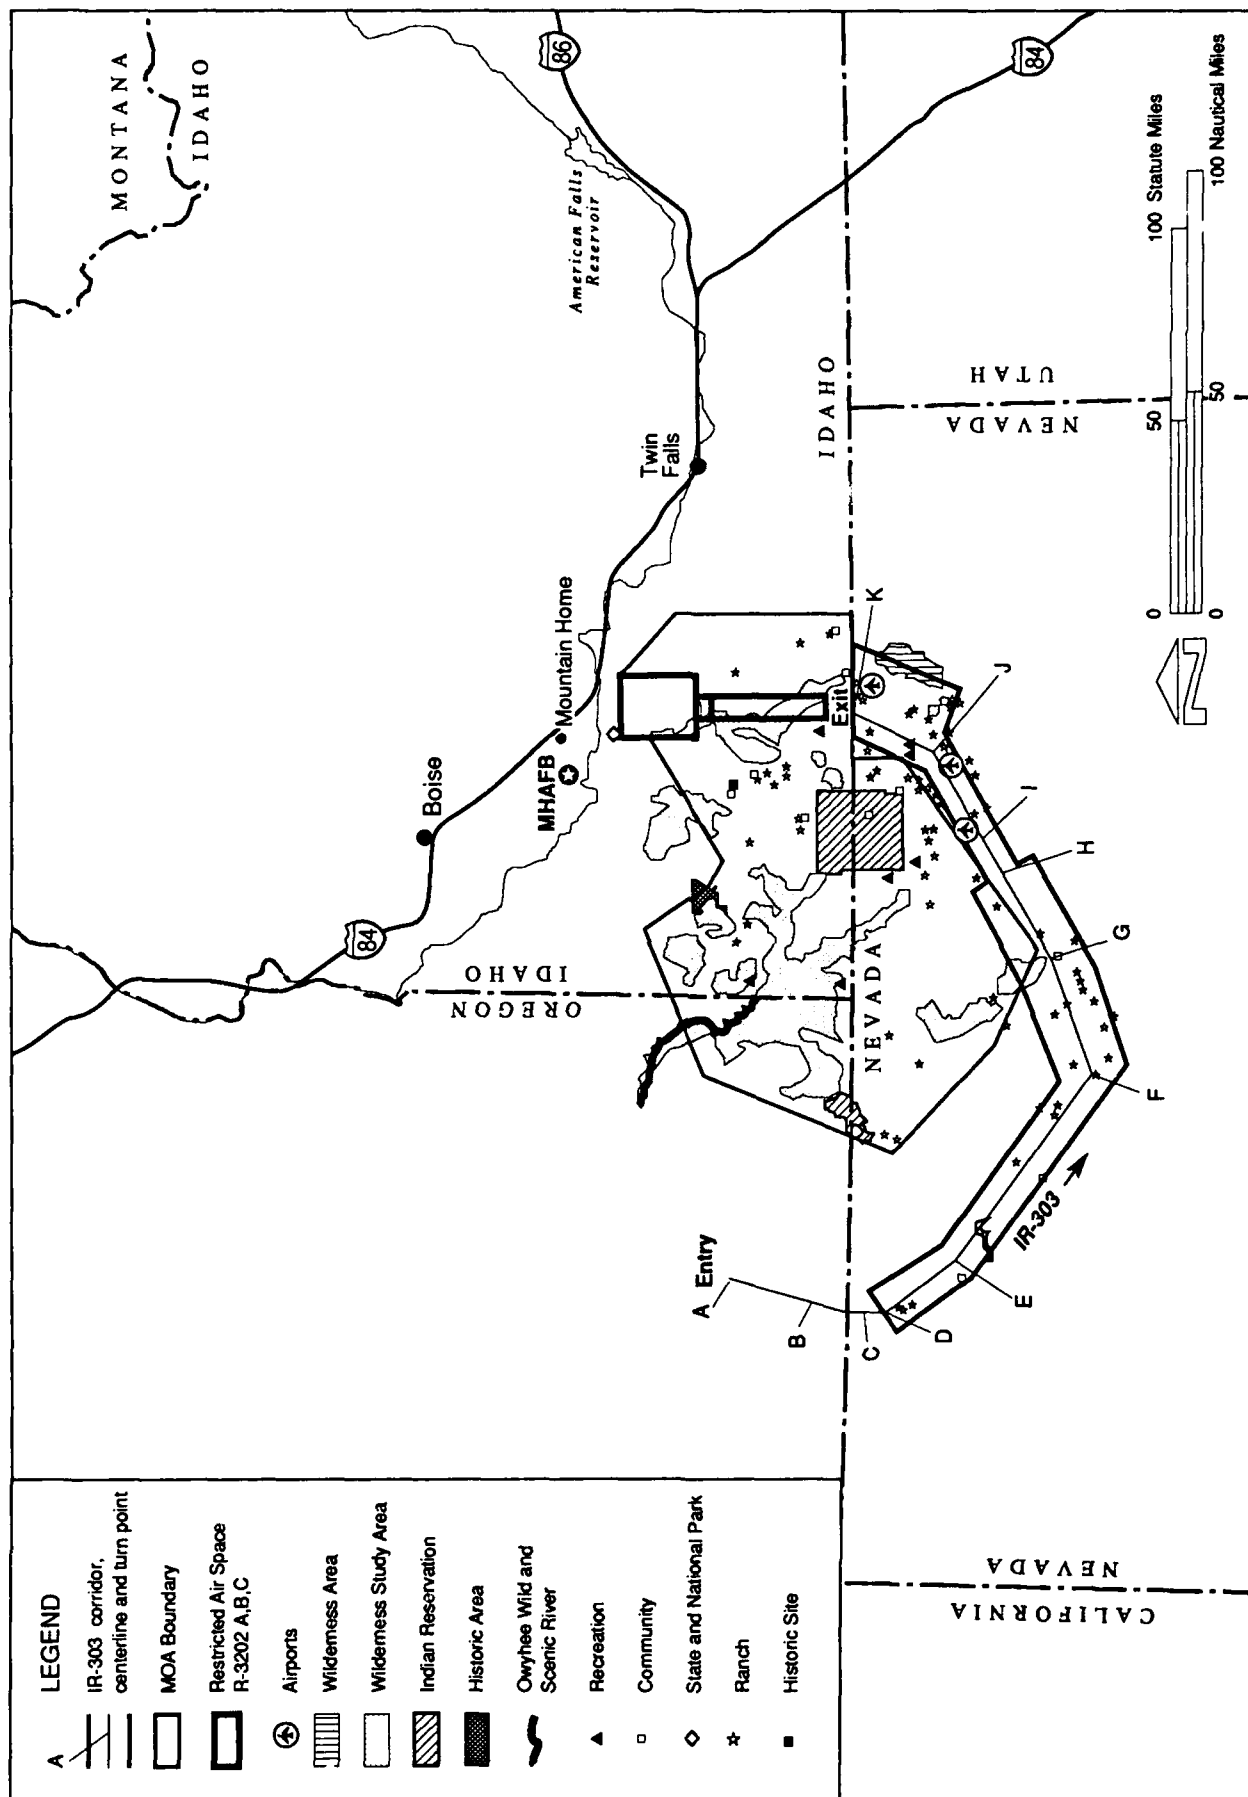 LEGEND
A
IR-303 corridor,
centerline and turn point
MOA Boundary
Restricted Air Space
R-3202 A,B,C
Airports
Wilderness Area
Wilderness Study Area
Indian Reservation
Historic Area
Owyhee Wild and
Scenic River
Recreation
Community
State and National Park
Ranch
Historic Site
MONTANA
IDAHO
86
84
84
American Falls
Reservoir
Boise
MHAFB
Mountain Home
Twin
Falls
OREGON
IDAHO
IDAHO
NEVADA
NEVADA
UTAH
CALIFORNIA
NEVADA
A Entry
B
C
D
E
F
G
H
I
J
K
Exit
IR-303
N
0 50 100 Statute Miles
0 50 100 Nautical Miles